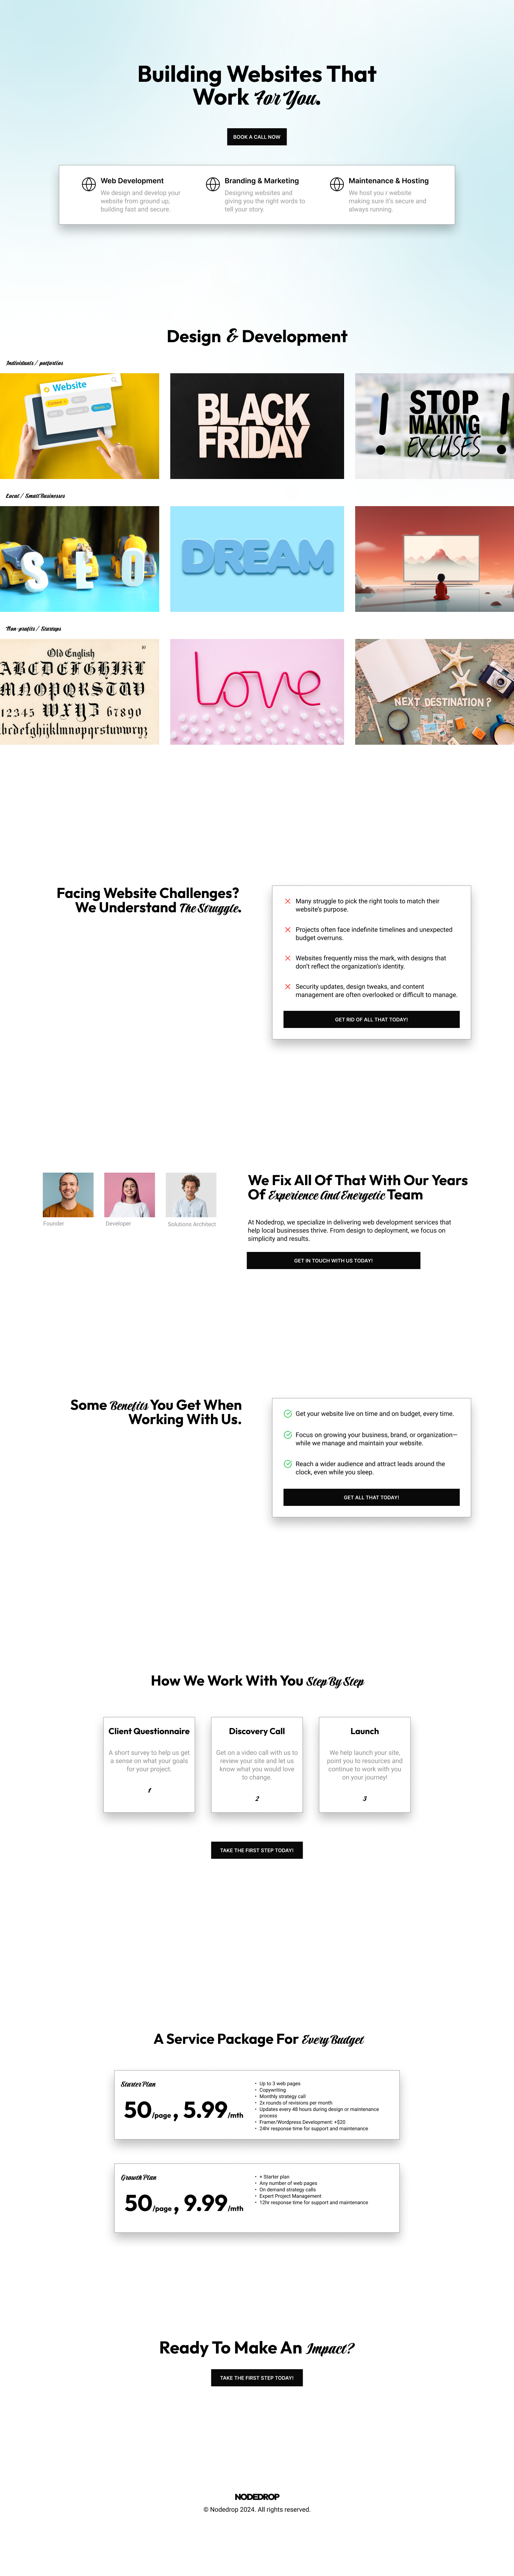 Building Websites That
Work For You.
BOOK A CALL NOW
Web Development
We design and develop your
website from ground up,
building fast and secure.
Branding & Marketing
Designing websites and
giving you the right words to
tell your story.
Maintenance & Hosting
We host you r website
making sure it's secure and
always running.
Design & Development
Individuals / potfortios
Website
BLACK
FRIDAY
! STOP !
MAKING
EXCUSES
Local / Small Businesses
SEO
DREAM
Non-profits / Startups
Old English
ABCDEFGHIJKL
MNOPQRSTUV
12345 WXYZ 67890
abcdefghijklmnopqrstuvwxyz
Love
NEXT DESTINATION?
Facing Website Challenges?
We Understand The Struggle.
Many struggle to pick the right tools to match their
website's purpose.
Projects often face indefinite timelines and unexpected
budget overruns.
Websites frequently miss the mark, with designs that
don't reflect the organization's identity.
Security updates, design tweaks, and content
management are often overlooked or difficult to manage.
GET RID OF ALL THAT TODAY!
Founder
Developer
Solutions Architect
We Fix All Of That With Our Years
Of Experience And Energetic Team
At Nodedrop, we specialize in delivering web development services that
help local businesses thrive. From design to deployment, we focus on
simplicity and results.
GET IN TOUCH WITH US TODAY!
Some Benefits You Get When
Working With Us.
Get your website live on time and on budget, every time.
Focus on growing your business, brand, or organization—
while we manage and maintain your website.
Reach a wider audience and attract leads around the
clock, even while you sleep.
GET ALL THAT TODAY!
How We Work With You Step By Step
Client Questionnaire
A short survey to help us get
a sense on what your goals
for your project.
1
Discovery Call
Get on a video call with us to
review your site and let us
know what you would love
to change.
2
Launch
We help launch your site,
point you to resources and
continue to work with you
on your journey!
3
TAKE THE FIRST STEP TODAY!
A Service Package For Every Budget
Starter Plan
50/page , 5.99/mth
• Up to 3 web pages
• Copywriting
• Monthly strategy call
• 2x rounds of revisions per month
• Updates every 48 hours during design or maintenance
process
• Framer/Wordpress Development: +$20
• 24hr response time for support and maintenance
Growth Plan
50/page , 9.99/mth
• + Starter plan
• Any number of web pages
• On demand strategy calls
• Expert Project Management
• 12hr response time for support and maintenance
Ready To Make An Impact?
TAKE THE FIRST STEP TODAY!
NODEDROP
© Nodedrop 2024. All rights reserved.